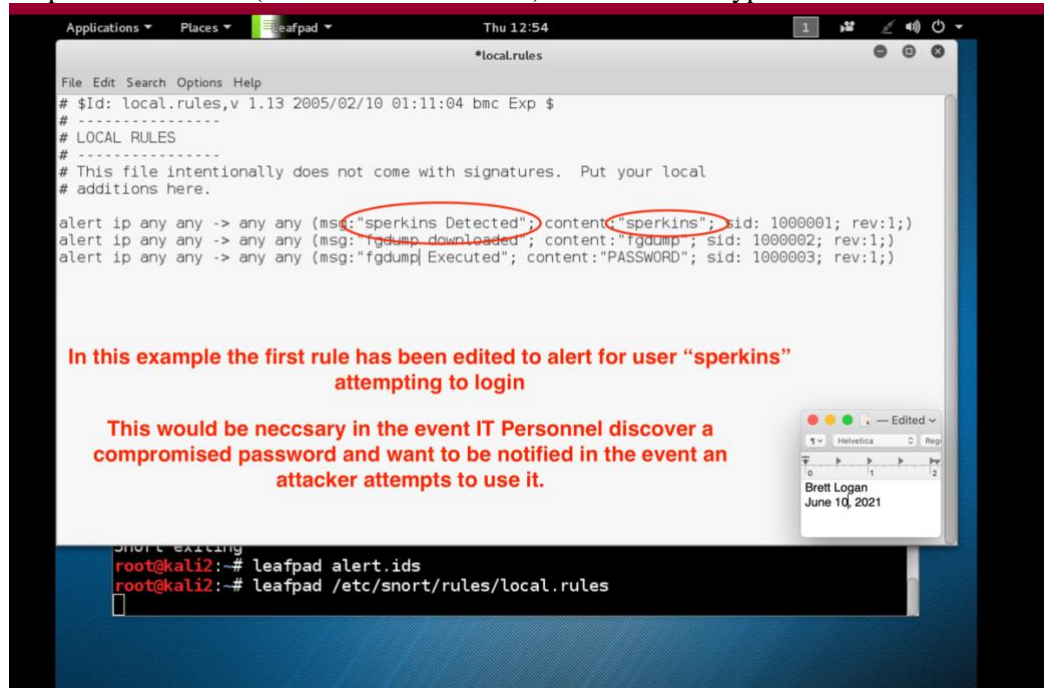 Applications Places Leafpad Thu 12:54 1
*local.rules
File Edit Search Options Help
# $Id: local.rules,v 1.13 2005/02/10 01:11:04 bmc Exp $
# ----------------
# LOCAL RULES
# ----------------
# This file intentionally does not come with signatures.  Put your local
# additions here.
alert ip any any -> any any (msg:"sperkins Detected"; content:"sperkins"; sid: 1000001; rev:1;)
alert ip any any -> any any (msg:"fgdump downloaded"; content:"fgdump"; sid: 1000002; rev:1;)
alert ip any any -> any any (msg:"fgdump Executed"; content:"PASSWORD"; sid: 1000003; rev:1;)
In this example the first rule has been edited to alert for user “sperkins”
attempting to login
This would be neccsary in the event IT Personnel discover a
compromised password and want to be notified in the event an
attacker attempts to use it.
— Edited
¶ Helvetica Reg
0 1 2
Brett Logan
June 10, 2021
Snort exiting
root@kali2:~# leafpad alert.ids
root@kali2:~# leafpad /etc/snort/rules/local.rules